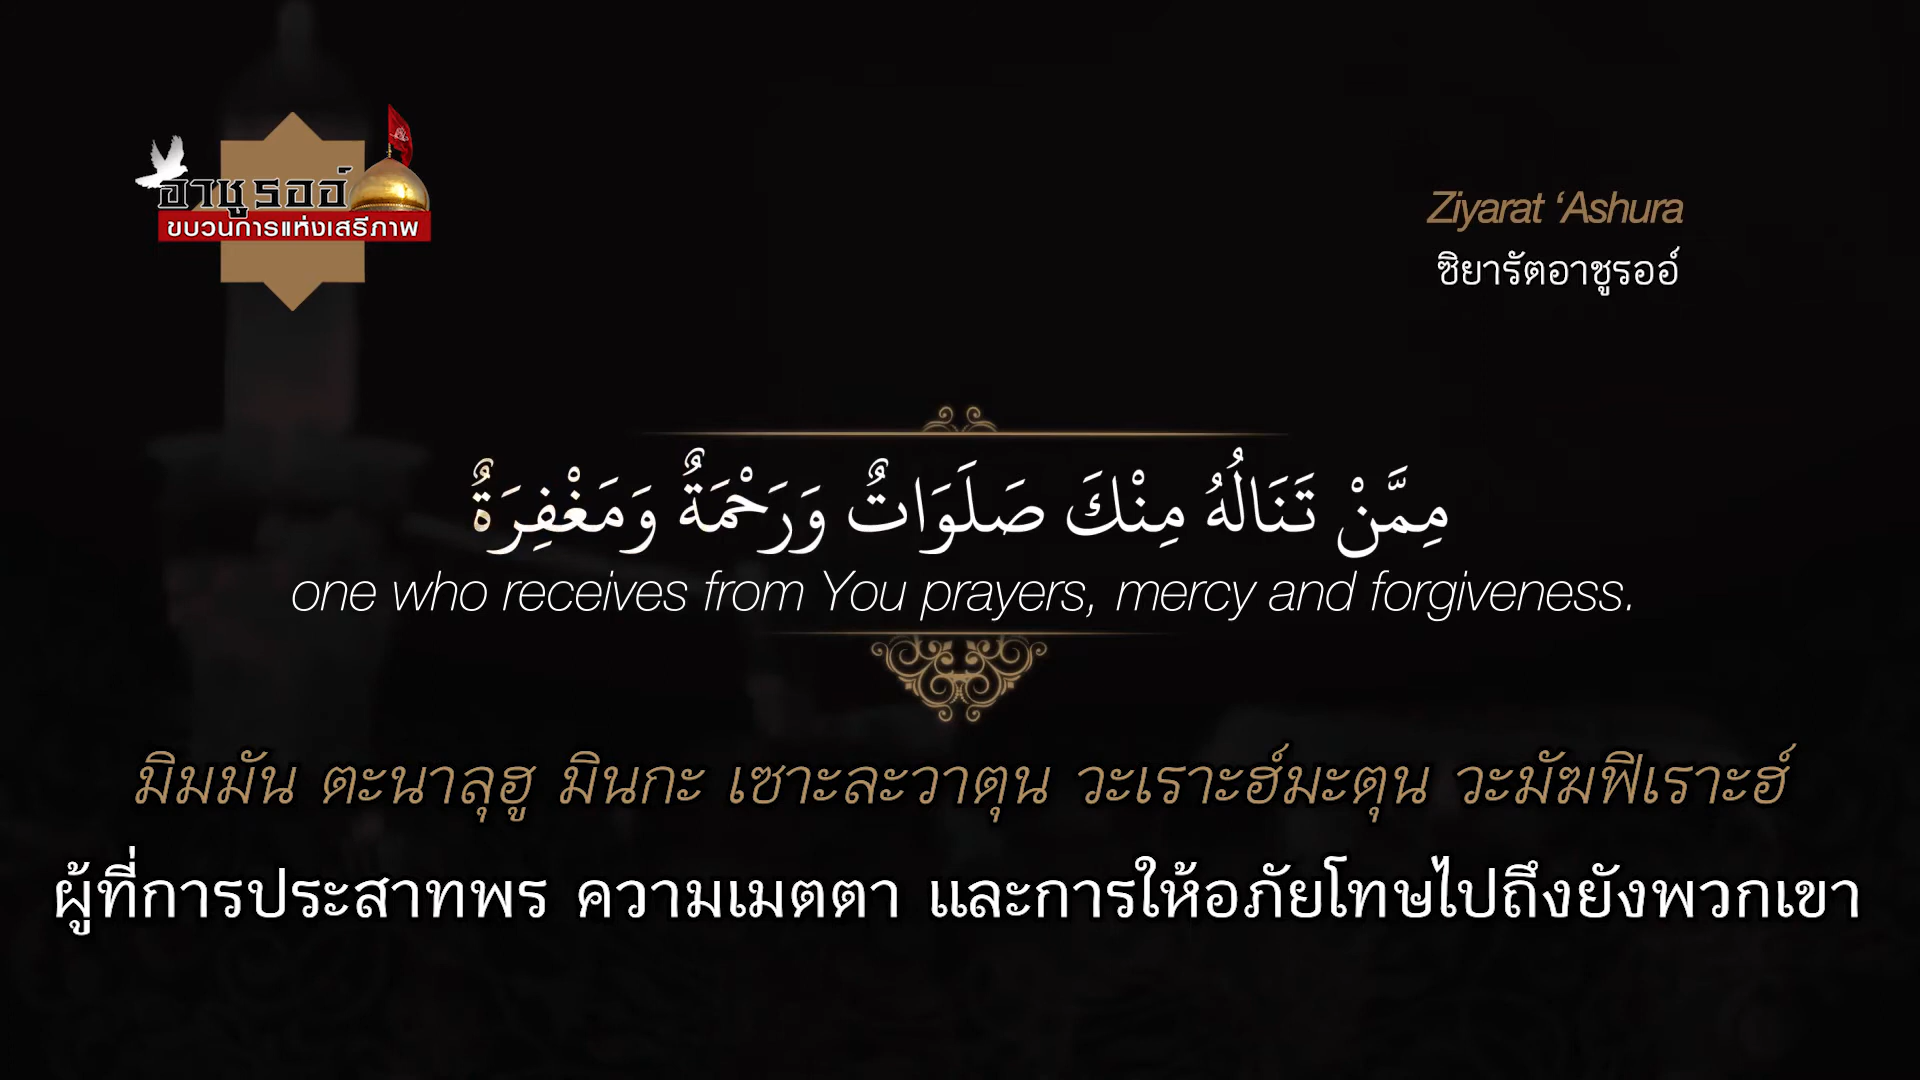 อาชูรออ์
ขบวนการแห่งเสรีภาพ
Ziyarat ‘Ashura
ซิยารัตอาชูรออ์
مِمَّنْ تَنَالُهُ مِنْكَ صَلَوَاتٌ وَرَحْمَةٌ وَمَغْفِرَةٌ
one who receives from You prayers, mercy and forgiveness.
มิมมัน ตะนาลุฮู มินกะ เซาะละวาตุน วะเราะฮ์มะตุน วะมัฆฟิเราะฮ์
ผู้ที่การประสาทพร ความเมตตา และการให้อภัยโทษไปถึงยังพวกเขา